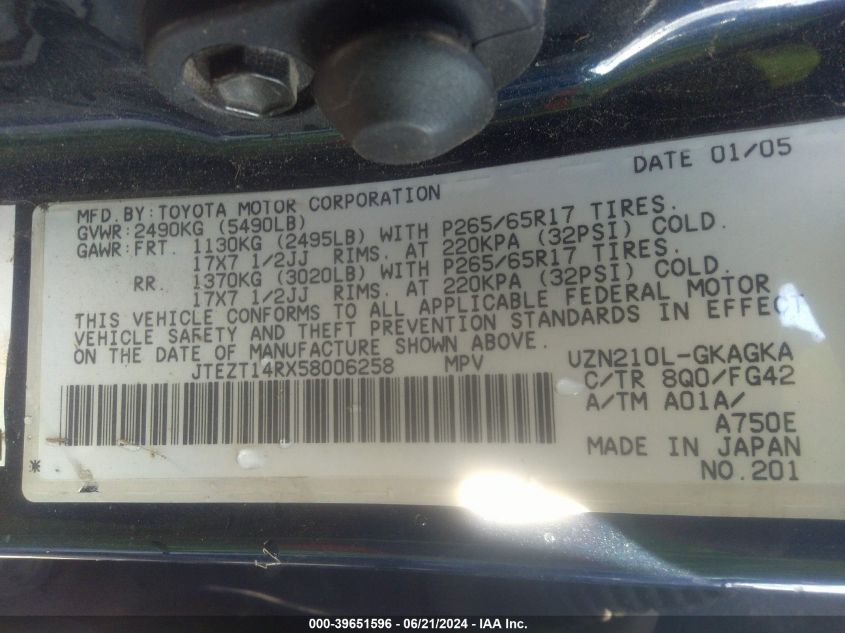 DATE 01/05
MFD.BY:TOYOTA MOTOR CORPORATION
GVWR:2490KG (5490LB)
GAWR:FRT. 1130KG (2495LB) WITH P265/65R17 TIRES.
17X7 1/2JJ RIMS. AT 220KPA (32PSI) COLD.
RR. 1370KG (3020LB) WITH P265/65R17 TIRES.
17X7 1/2JJ RIMS. AT 220KPA (32PSI) COLD.
THIS VEHICLE CONFORMS TO ALL APPLICABLE FEDERAL MOTOR
VEHICLE SAFETY AND THEFT PREVENTION STANDARDS IN EFFECT
ON THE DATE OF MANUFACTURE SHOWN ABOVE.
JTEZT14RX58006258 MPV
UZN210L-GKAGKA
C/TR 8Q0/FG42
A/TM A01A/
A750E
MADE IN JAPAN
NO.201
*
000-39651596 / 06/21/2024 - IAA Inc.